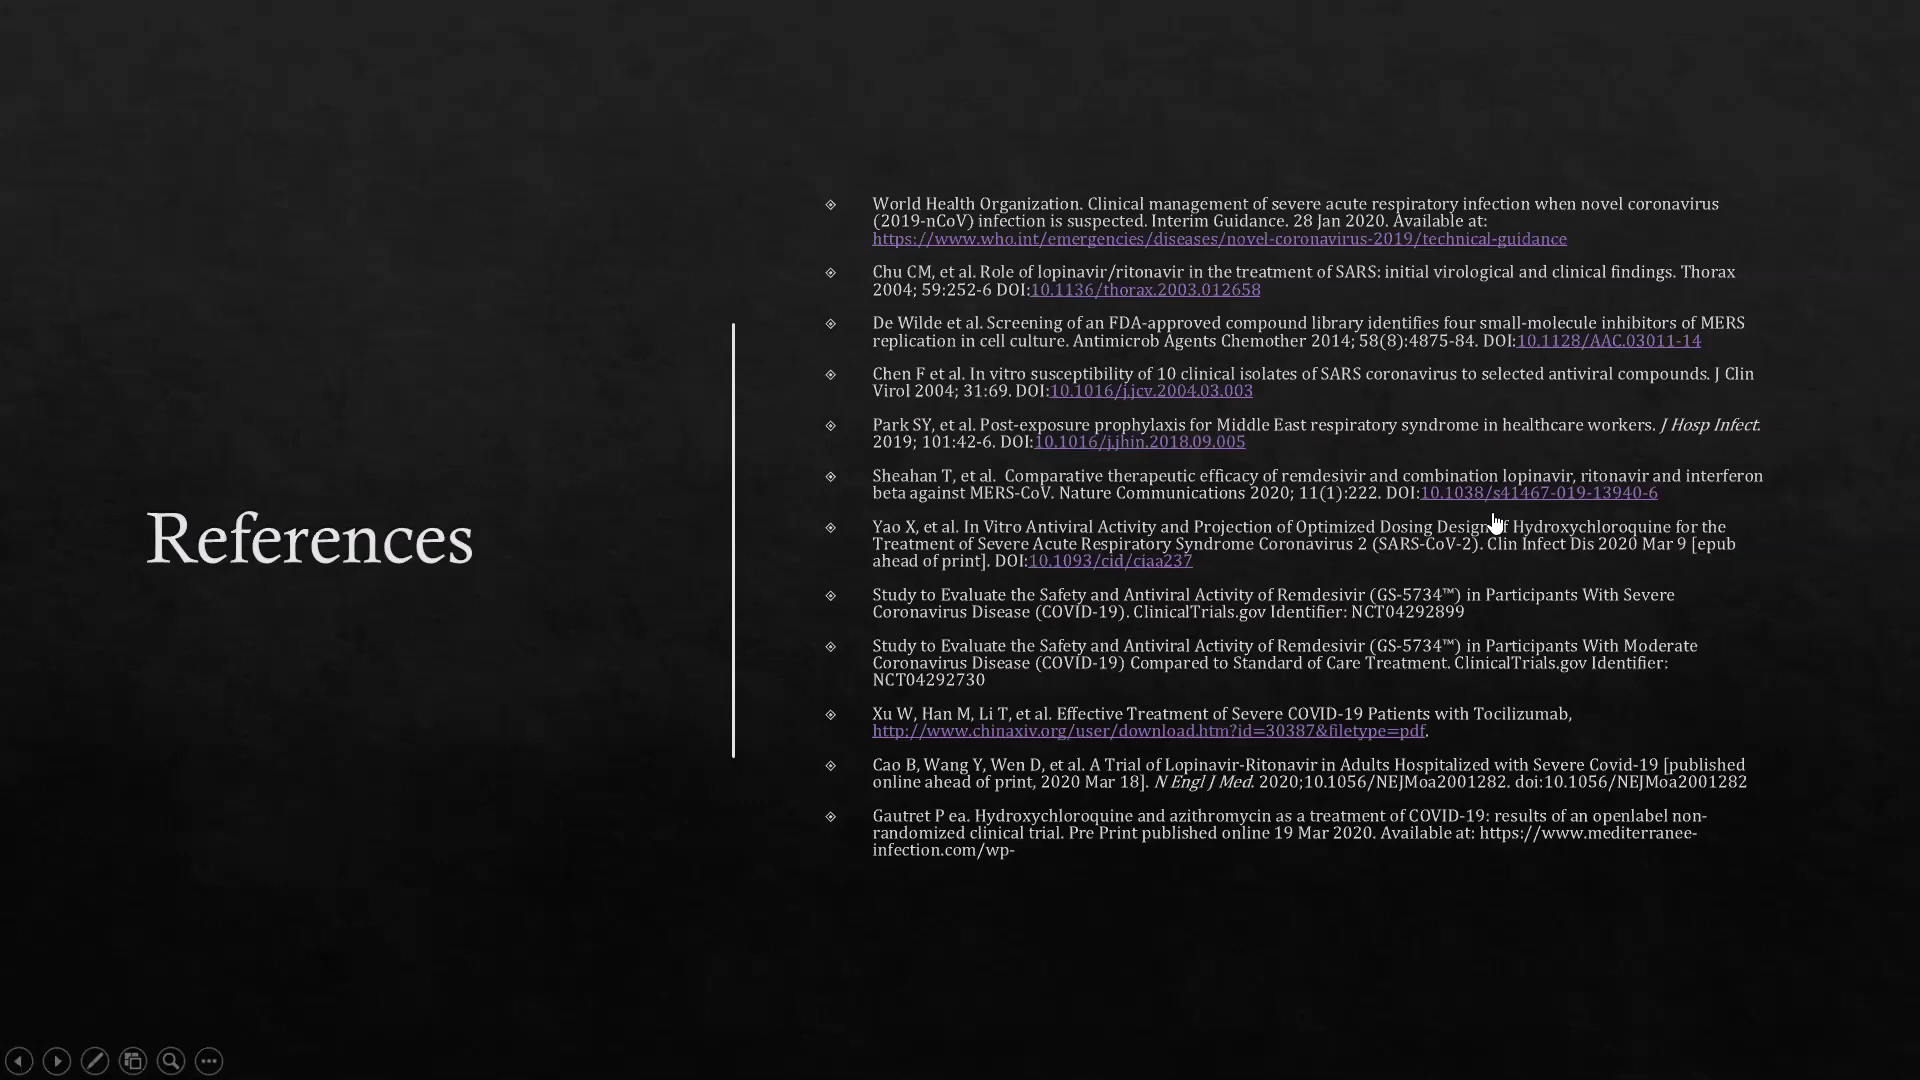 References
World Health Organization. Clinical management of severe acute respiratory infection when novel coronavirus
(2019-nCoV) infection is suspected. Interim Guidance. 28 Jan 2020. Available at:
https://www.who.int/emergencies/diseases/novel-coronavirus-2019/technical-guidance
Chu CM, et al. Role of lopinavir/ritonavir in the treatment of SARS: initial virological and clinical findings. Thorax
2004; 59:252-6 DOI:10.1136/thorax.2003.012658
De Wilde et al. Screening of an FDA-approved compound library identifies four small-molecule inhibitors of MERS
replication in cell culture. Antimicrob Agents Chemother 2014; 58(8):4875-84. DOI:10.1128/AAC.03011-14
Chen F et al. In vitro susceptibility of 10 clinical isolates of SARS coronavirus to selected antiviral compounds. J Clin
Virol 2004; 31:69. DOI:10.1016/j.jcv.2004.03.003
Park SY, et al. Post-exposure prophylaxis for Middle East respiratory syndrome in healthcare workers. J Hosp Infect.
2019; 101:42-6. DOI:10.1016/j.jhin.2018.09.005
Sheahan T, et al.  Comparative therapeutic efficacy of remdesivir and combination lopinavir, ritonavir and interferon
beta against MERS-CoV. Nature Communications 2020; 11(1):222. DOI:10.1038/s41467-019-13940-6
Yao X, et al. In Vitro Antiviral Activity and Projection of Optimized Dosing Design of Hydroxychloroquine for the
Treatment of Severe Acute Respiratory Syndrome Coronavirus 2 (SARS-CoV-2). Clin Infect Dis 2020 Mar 9 [epub
ahead of print]. DOI:10.1093/cid/ciaa237
Study to Evaluate the Safety and Antiviral Activity of Remdesivir (GS-5734™) in Participants With Severe
Coronavirus Disease (COVID-19). ClinicalTrials.gov Identifier: NCT04292899
Study to Evaluate the Safety and Antiviral Activity of Remdesivir (GS-5734™) in Participants With Moderate
Coronavirus Disease (COVID-19) Compared to Standard of Care Treatment. ClinicalTrials.gov Identifier:
NCT04292730
Xu W, Han M, Li T, et al. Effective Treatment of Severe COVID-19 Patients with Tocilizumab,
http://www.chinaxiv.org/user/download.htm?id=30387&filetype=pdf.
Cao B, Wang Y, Wen D, et al. A Trial of Lopinavir-Ritonavir in Adults Hospitalized with Severe Covid-19 [published
online ahead of print, 2020 Mar 18]. N Engl J Med. 2020;10.1056/NEJMoa2001282. doi:10.1056/NEJMoa2001282
Gautret P ea. Hydroxychloroquine and azithromycin as a treatment of COVID-19: results of an openlabel non-
randomized clinical trial. Pre Print published online 19 Mar 2020. Available at: https://www.mediterranee-
infection.com/wp-